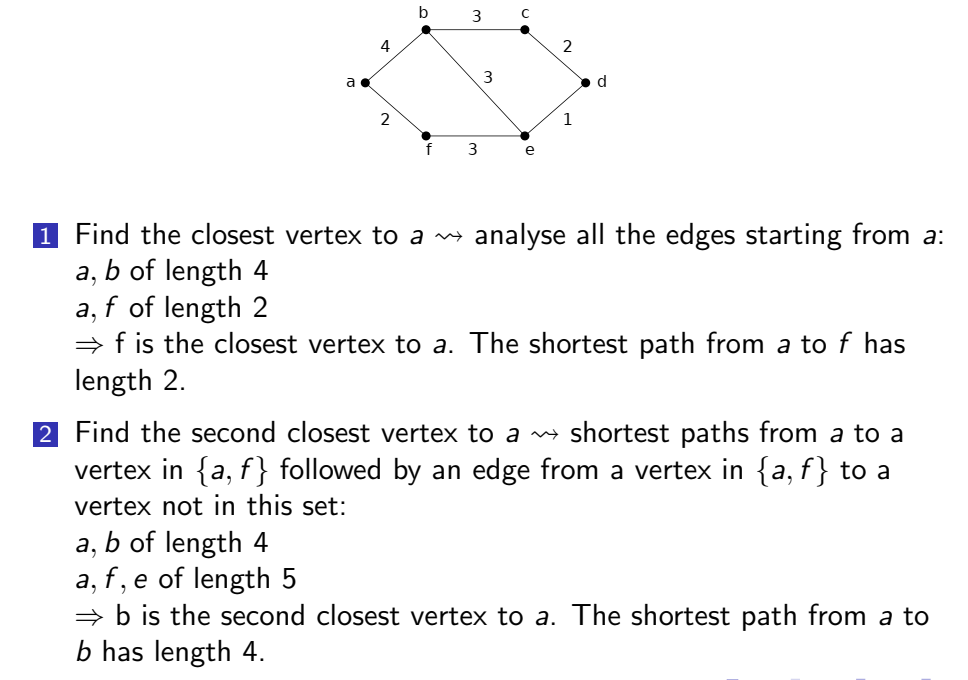 b 3 c
4 2
a 3 d
2 1
f 3 e
1 Find the closest vertex to a ⇝ analyse all the edges starting from a:
a, b of length 4
a, f of length 2
⇒ f is the closest vertex to a. The shortest path from a to f has
length 2.
2 Find the second closest vertex to a ⇝ shortest paths from a to a
vertex in {a, f} followed by an edge from a vertex in {a, f} to a
vertex not in this set:
a, b of length 4
a, f, e of length 5
⇒ b is the second closest vertex to a. The shortest path from a to
b has length 4.